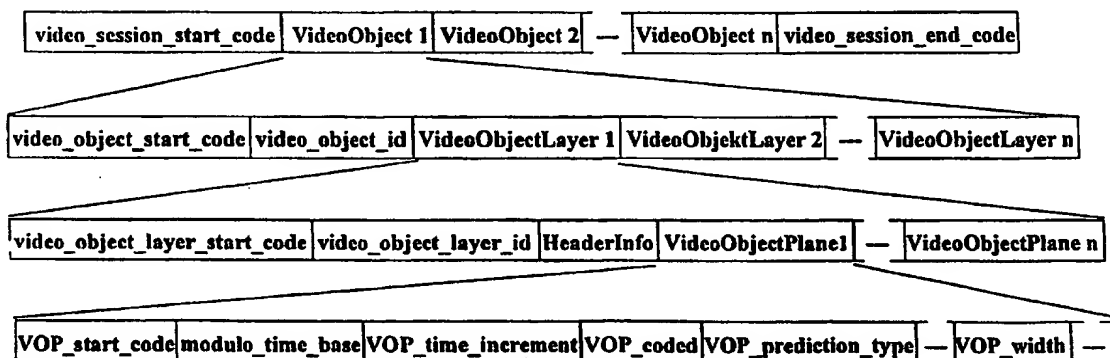 video_session_start_code VideoObject 1 VideoObject 2 — VideoObject n video_session_end_code
video_object_start_code video_object_id VideoObjectLayer 1 VideoObjektLayer 2 — VideoObjectLayer n
video_object_layer_start_code video_object_layer_id HeaderInfo VideoObjectPlane1 — VideoObjectPlane n
VOP_start_code modulo_time_base VOP_time_increment VOP_coded VOP_prediction_type — VOP_width —